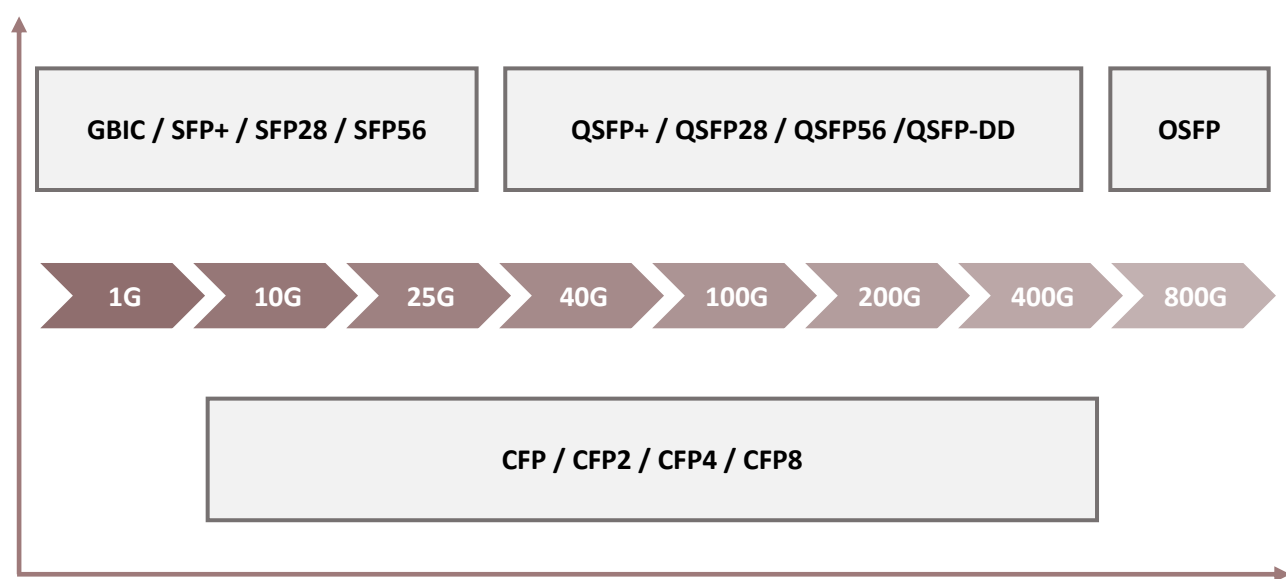 GBIC / SFP+ / SFP28 / SFP56
QSFP+ / QSFP28 / QSFP56 /QSFP-DD
OSFP
1G
10G
25G
40G
100G
200G
400G
800G
CFP / CFP2 / CFP4 / CFP8